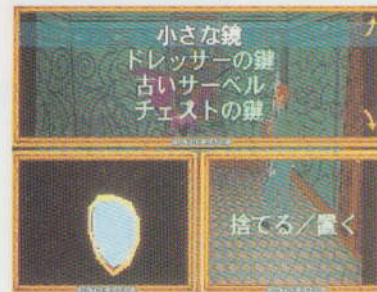 小さな鏡
ドレッサーの鍵
古いサーベル
チェストの鍵
捨てる/置く